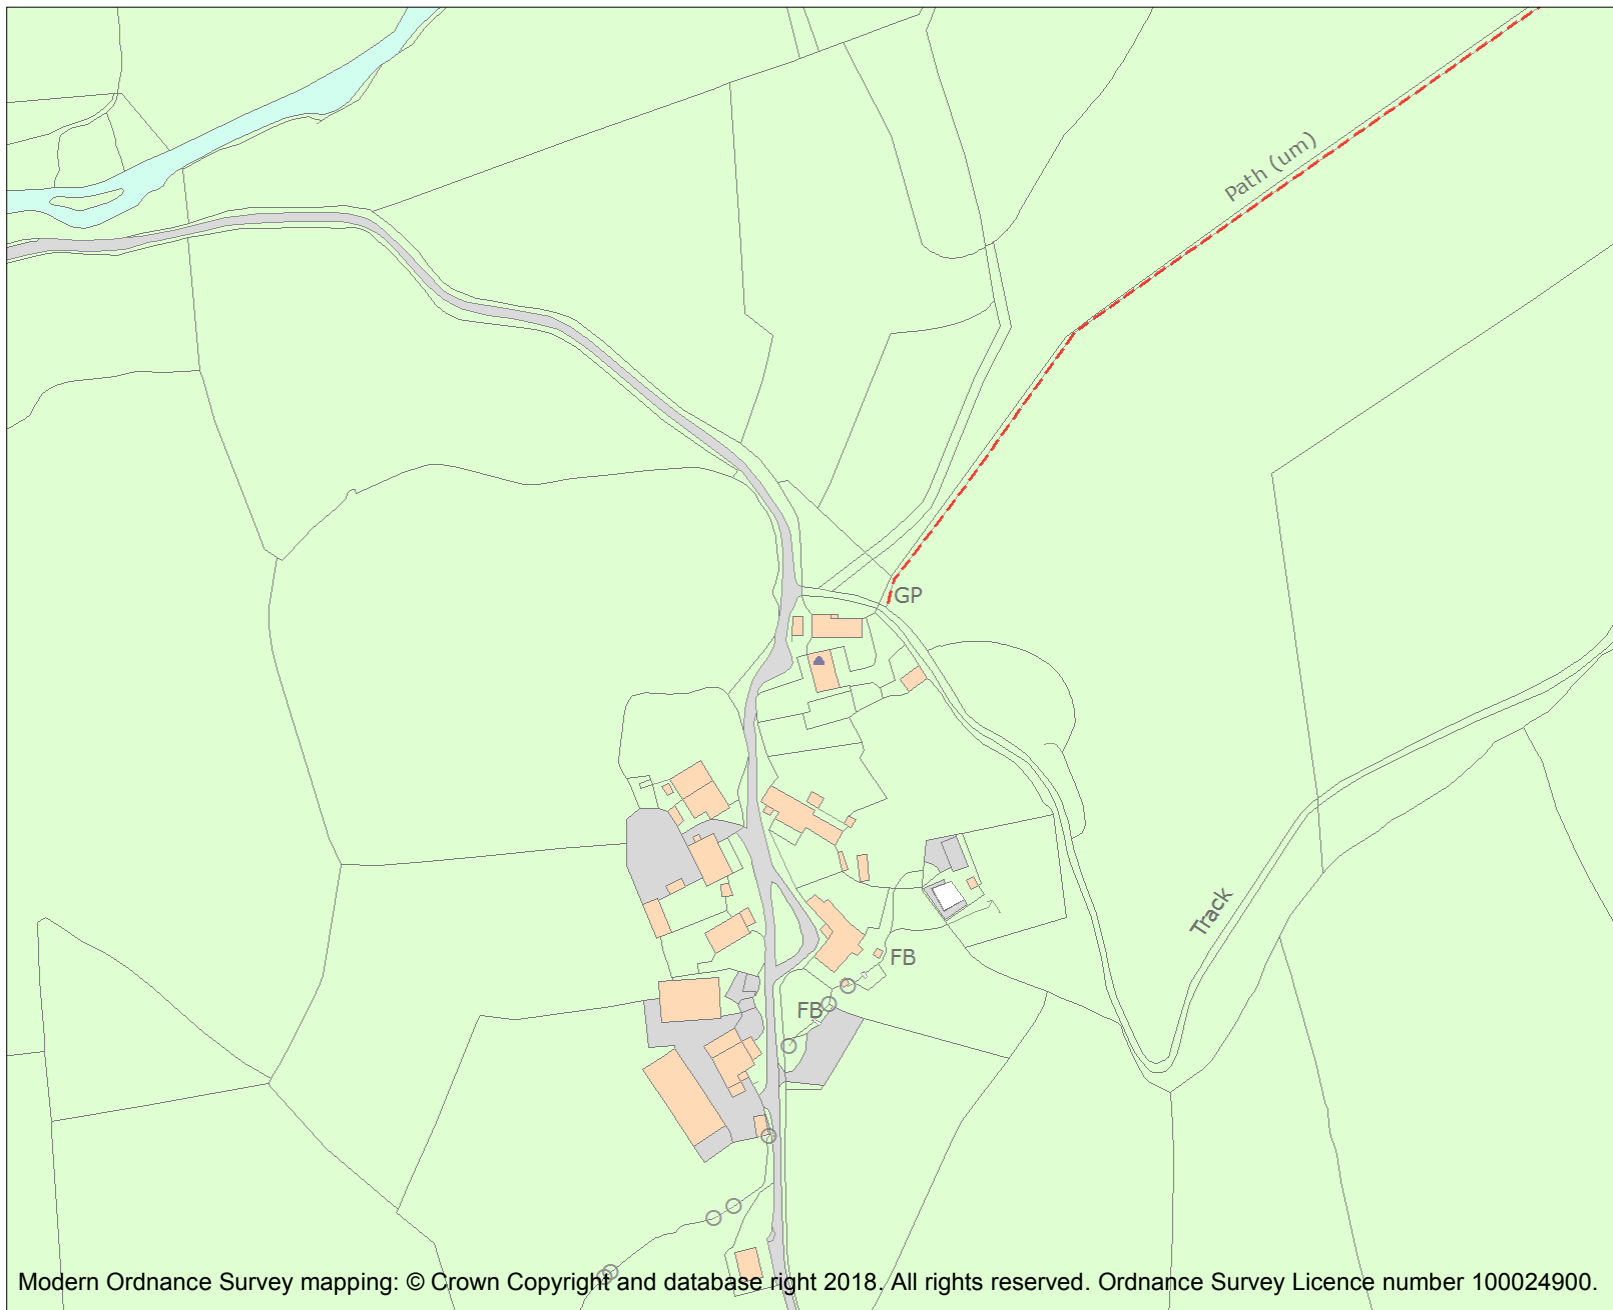 Path (um)
GP
Track
FB
FB
Modern Ordnance Survey mapping: © Crown Copyright and database right 2018. All rights reserved. Ordnance Survey Licence number 100024900.